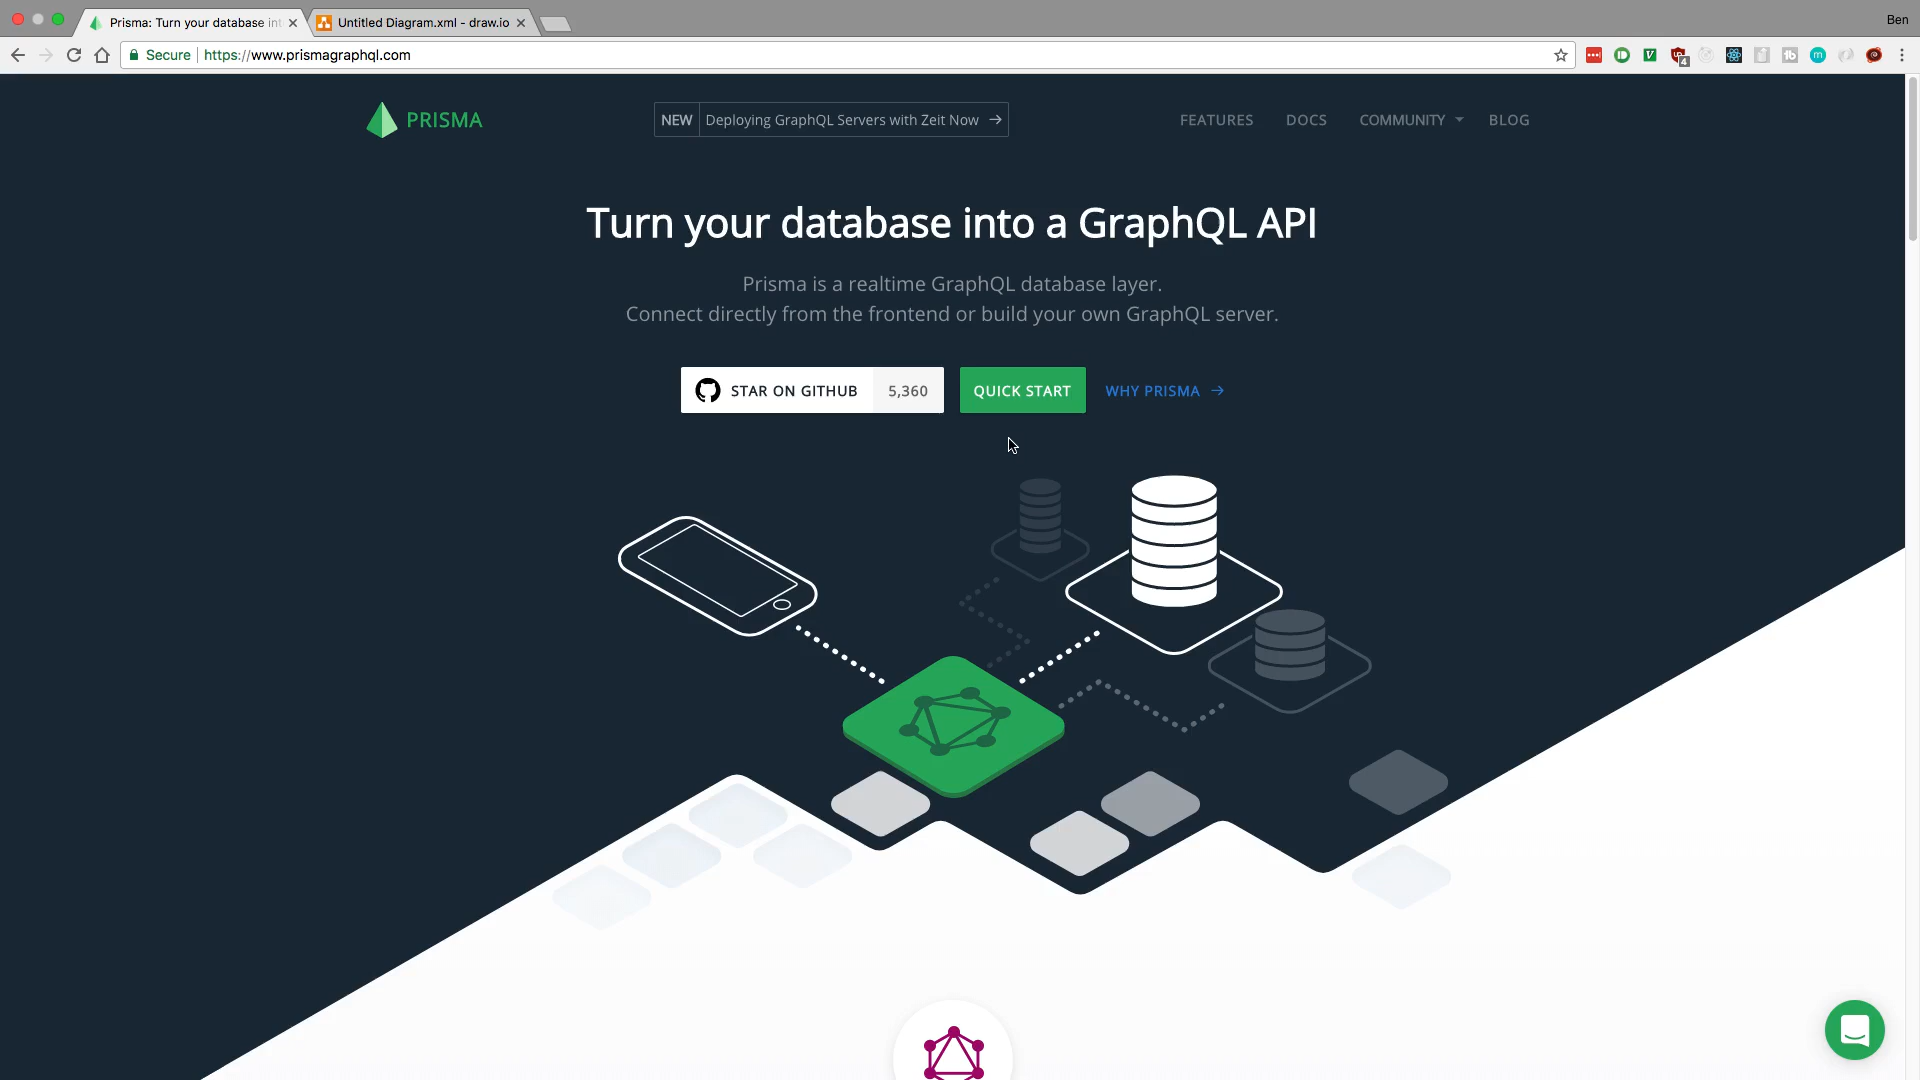 Prisma: Turn your database int
Untitled Diagram.xml - draw.io
Ben
Secure
https://www.prismagraphql.com
4
PRISMA
NEW
Deploying GraphQL Servers with Zeit Now →
FEATURES
DOCS
COMMUNITY
BLOG
Turn your database into a GraphQL API
Prisma is a realtime GraphQL database layer.
Connect directly from the frontend or build your own GraphQL server.
STAR ON GITHUB
5,360
QUICK START
WHY PRISMA →